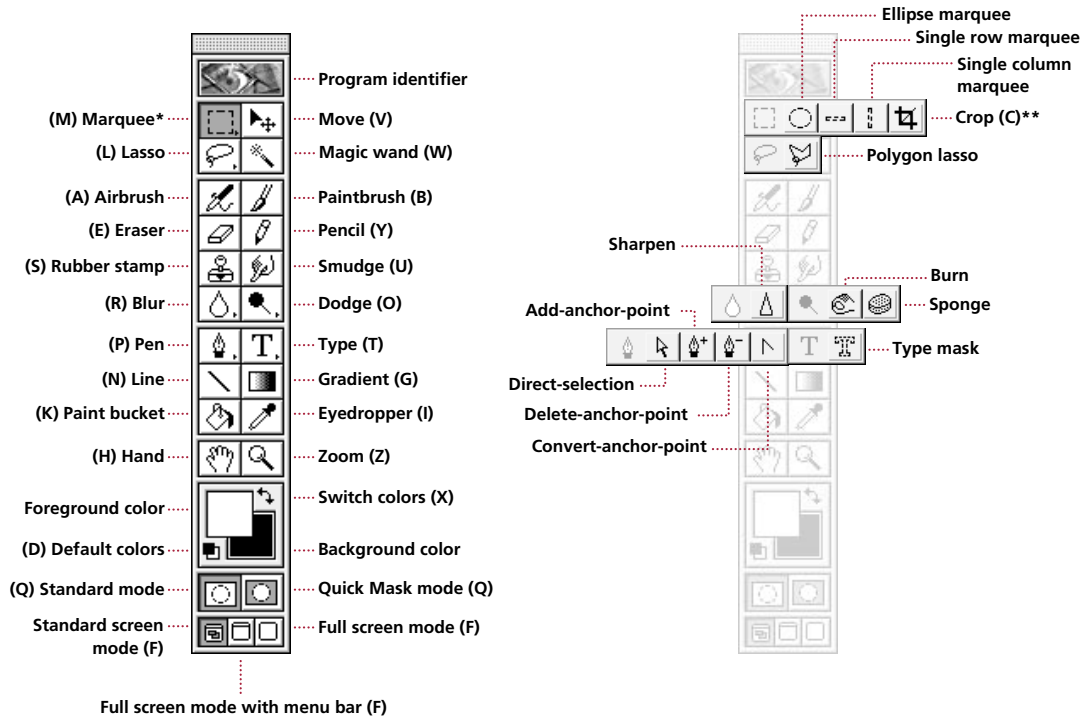 Program identifier
(M) Marquee*
Move (V)
(L) Lasso
Magic wand (W)
(A) Airbrush
Paintbrush (B)
(E) Eraser
Pencil (Y)
(S) Rubber stamp
Smudge (U)
(R) Blur
Dodge (O)
(P) Pen
Type (T)
(N) Line
Gradient (G)
(K) Paint bucket
Eyedropper (I)
(H) Hand
Zoom (Z)
Switch colors (X)
Foreground color
(D) Default colors
Background color
(Q) Standard mode
Quick Mask mode (Q)
Standard screen
mode (F)
Full screen mode (F)
Full screen mode with menu bar (F)
Ellipse marquee
Single row marquee
Single column
marquee
Crop (C)**
Polygon lasso
Sharpen
Burn
Sponge
Add-anchor-point
Type mask
Direct-selection
Delete-anchor-point
Convert-anchor-point